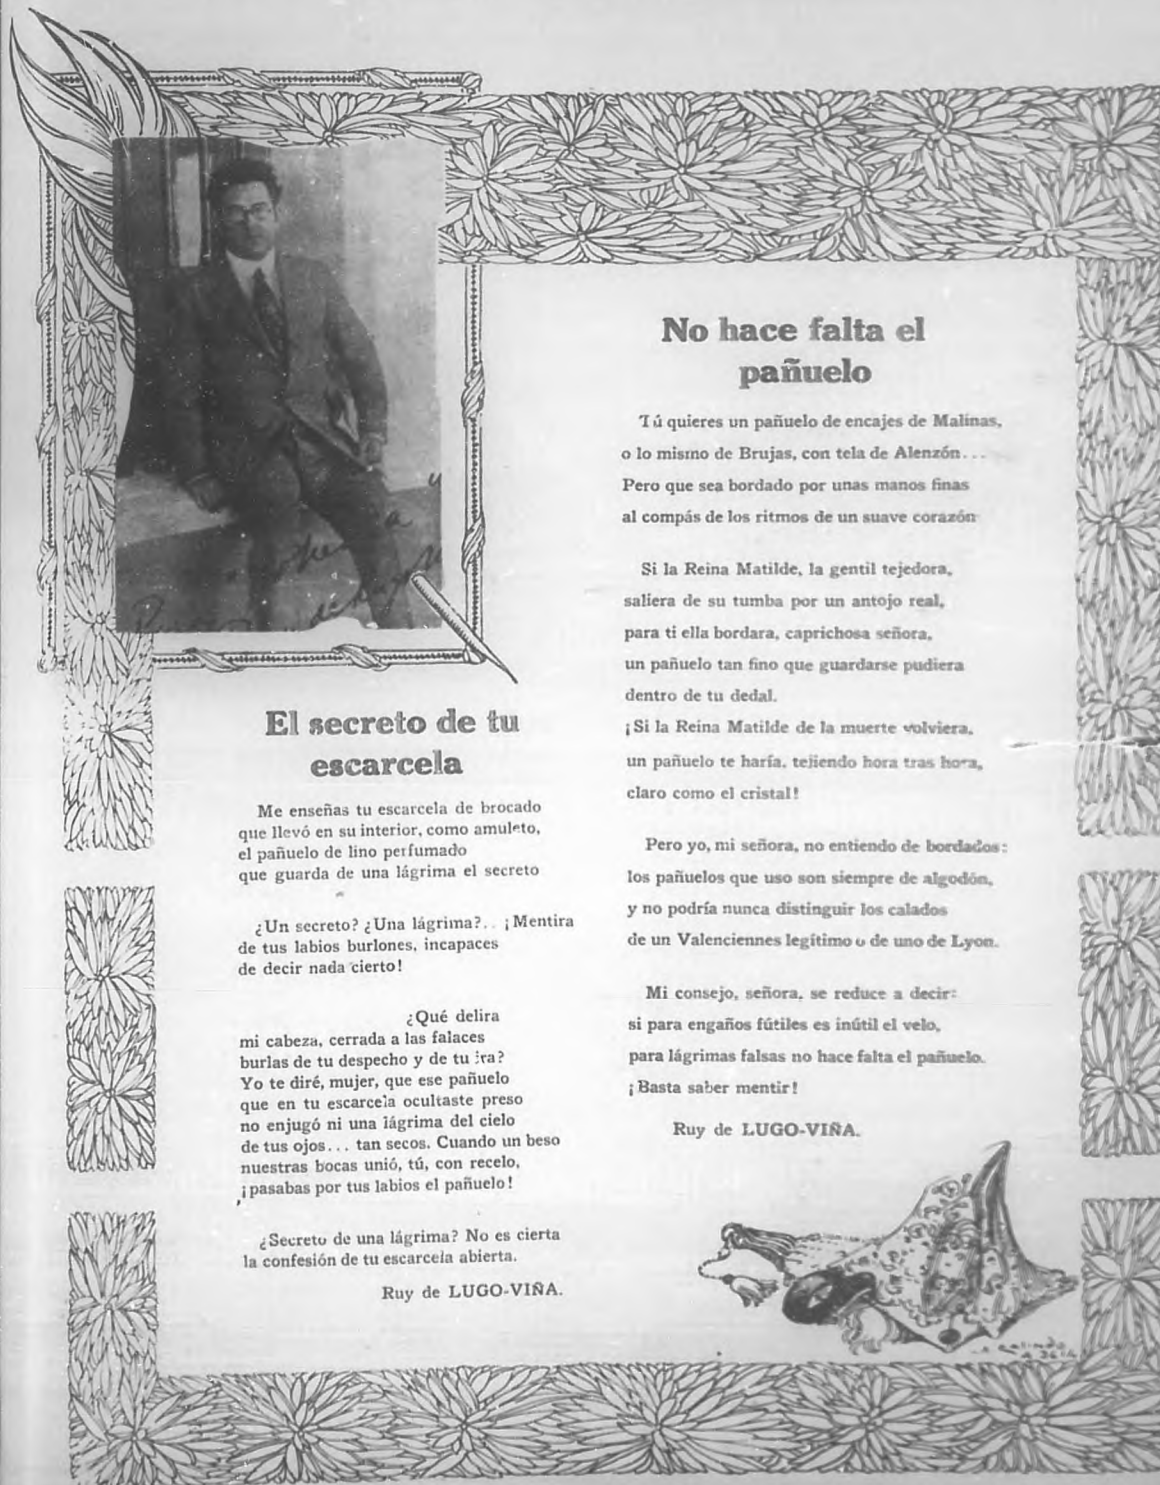 El secreto de tu
escarcela
Me enseñas tu escarcela de brocado
que llevó en su interior, como amuleto,
el pañuelo de lino perfumado
que guarda de una lágrima el secreto
¿Un secreto? ¿Una lágrima?.. ¡Mentira
de tus labios burlones, incapaces
de decir nada cierto!
¿Qué delira
mi cabeza, cerrada a las falaces
burlas de tu despecho y de tu ira?
Yo te diré, mujer, que ese pañuelo
que en tu escarcela ocultaste preso
no enjugó ni una lágrima del cielo
de tus ojos... tan secos. Cuando un beso
nuestras bocas unió, tú, con recelo,
¡pasabas por tus labios el pañuelo!
¿Secreto de una lágrima? No es cierta
la confesión de tu escarcela abierta.
Ruy de LUGO-VIÑA.
No hace falta el
pañuelo
Tú quieres un pañuelo de encajes de Malinas,
o lo mismo de Brujas, con tela de Alenzón...
Pero que sea bordado por unas manos finas
al compás de los ritmos de un suave corazón
Si la Reina Matilde, la gentil tejedora,
saliera de su tumba por un antojo real,
para ti ella bordara, caprichosa señora,
un pañuelo tan fino que guardarse pudiera
dentro de tu dedal.
¡Si la Reina Matilde de la muerte volviera,
un pañuelo te haría, tejiendo hora tras hora,
claro como el cristal!
Pero yo, mi señora, no entiendo de bordados:
los pañuelos que uso son siempre de algodón,
y no podría nunca distinguir los calados
de un Valenciennes legítimo o de uno de Lyon.
Mi consejo, señora, se reduce a decir:
si para engaños fútiles es inútil el velo,
para lágrimas falsas no hace falta el pañuelo.
¡Basta saber mentir!
Ruy de LUGO-VIÑA.